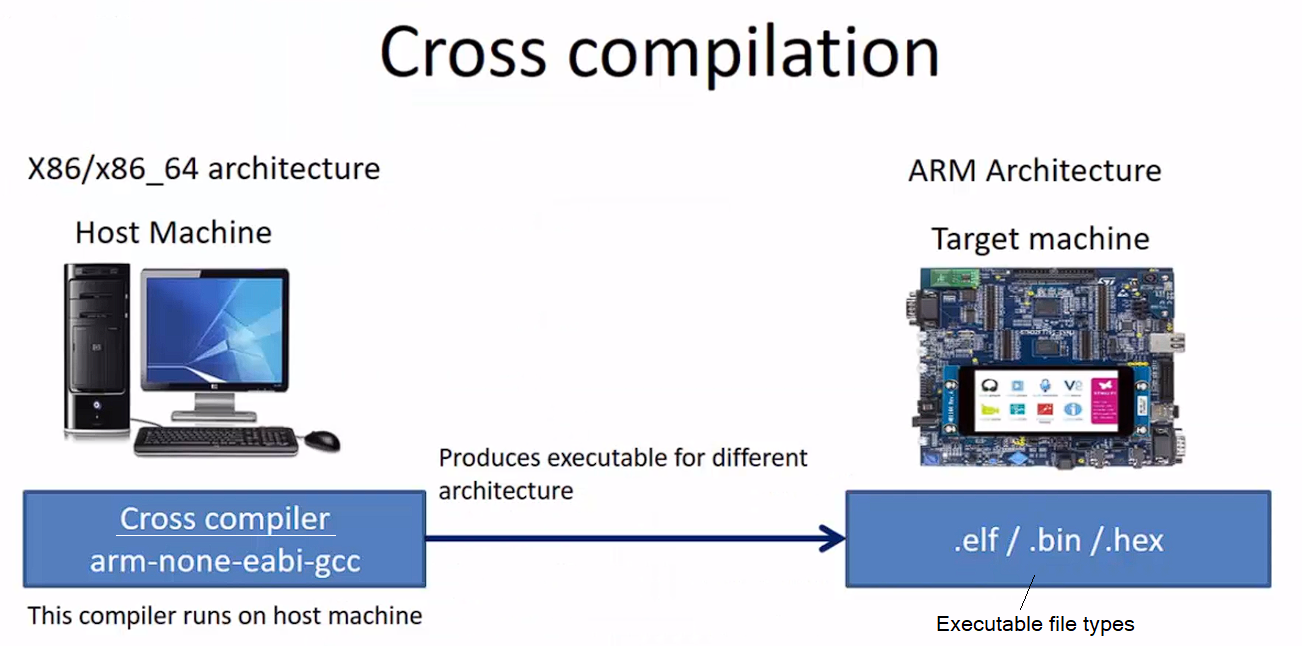 Cross compilation
X86/x86_64 architecture
ARM Architecture
Host Machine
Target machine
Produces executable for different
architecture
Cross compiler
arm-none-eabi-gcc
.elf / .bin /.hex
This compiler runs on host machine
Executable file types